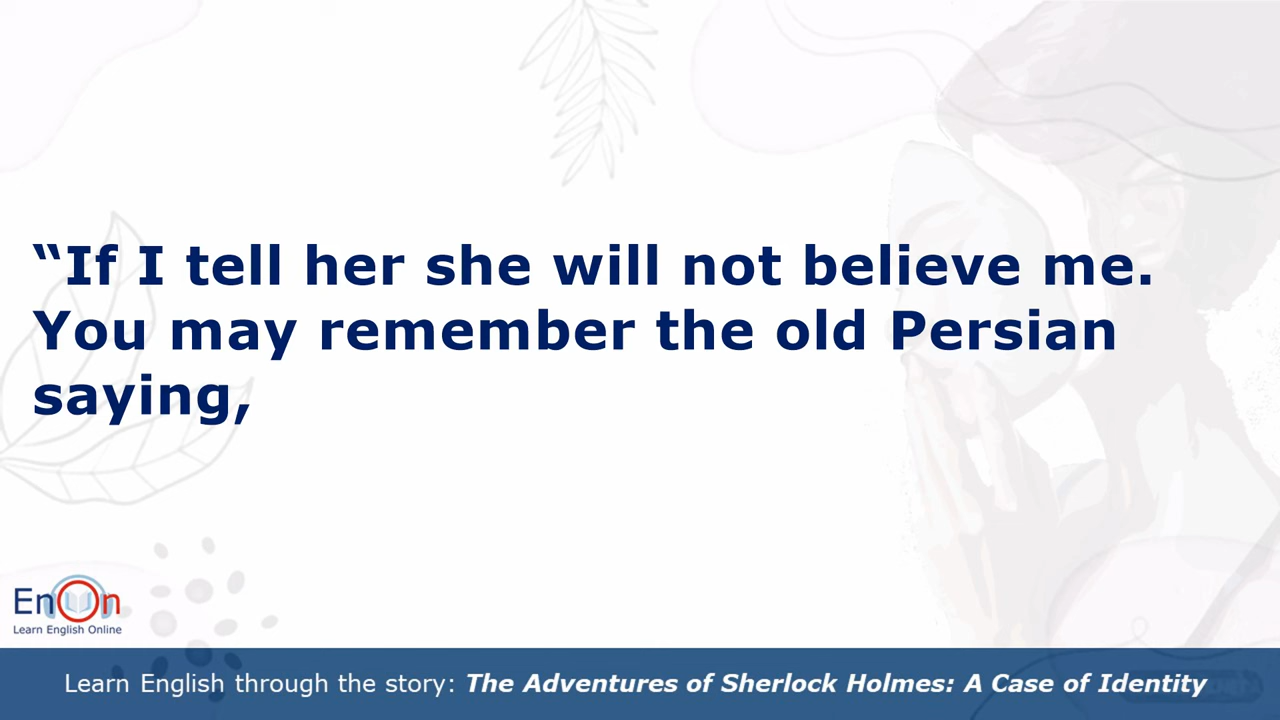 “If I tell her she will not believe me.
You may remember the old Persian
saying,
EnOn
Learn English Online
Learn English through the story: The Adventures of Sherlock Holmes: A Case of Identity